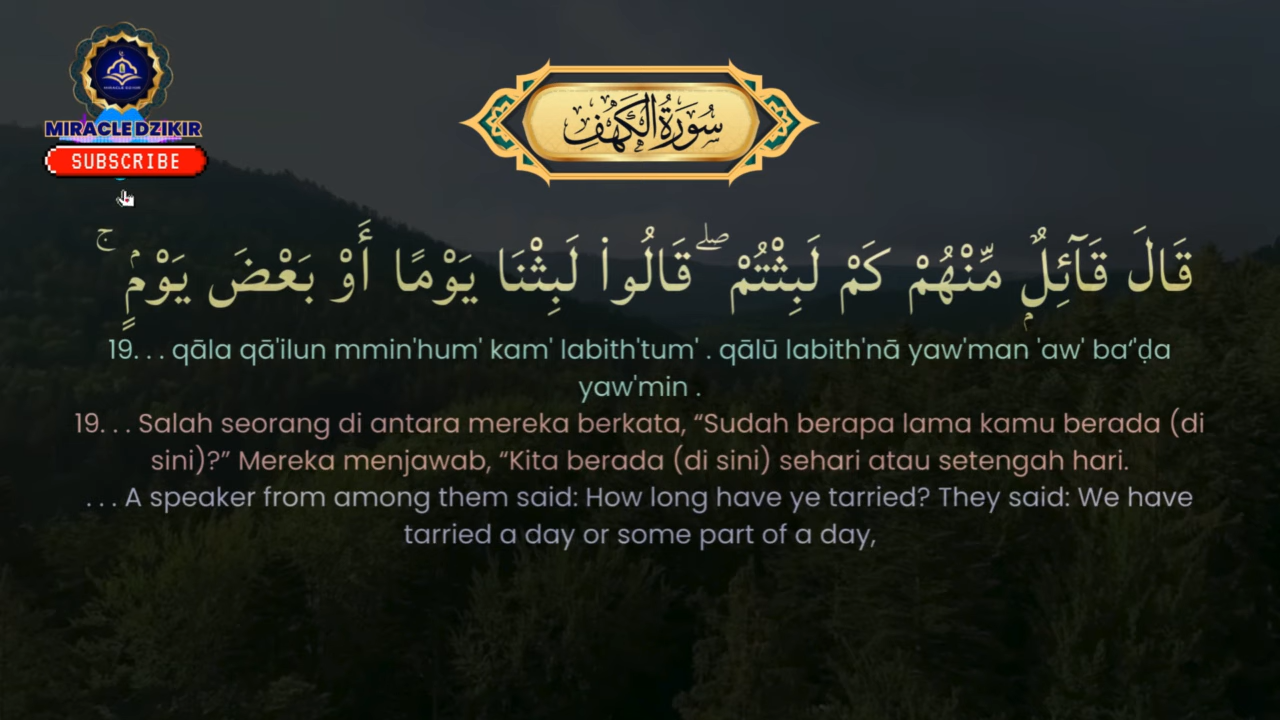 MIRACLE DZIKIR
MIRACLE DZIKIR
SUBSCRIBE
سُورَةُ الْكَهْفِ
قَالَ قَآئِلٌ مِّنْهُمْ كَمْ لَبِثْتُمْ ۖ قَالُوا۟ لَبِثْنَا يَوْمًا أَوْ بَعْضَ يَوْمٍ ۚ
19. . . qāla qā'ilun mmin'hum' kam' labith'tum' . qālū labith'nā yaw'man 'aw' ba‘'ḍa
yaw'min .
19. . . Salah seorang di antara mereka berkata, “Sudah berapa lama kamu berada (di
sini)?” Mereka menjawab, “Kita berada (di sini) sehari atau setengah hari.
. . . A speaker from among them said: How long have ye tarried? They said: We have
tarried a day or some part of a day,